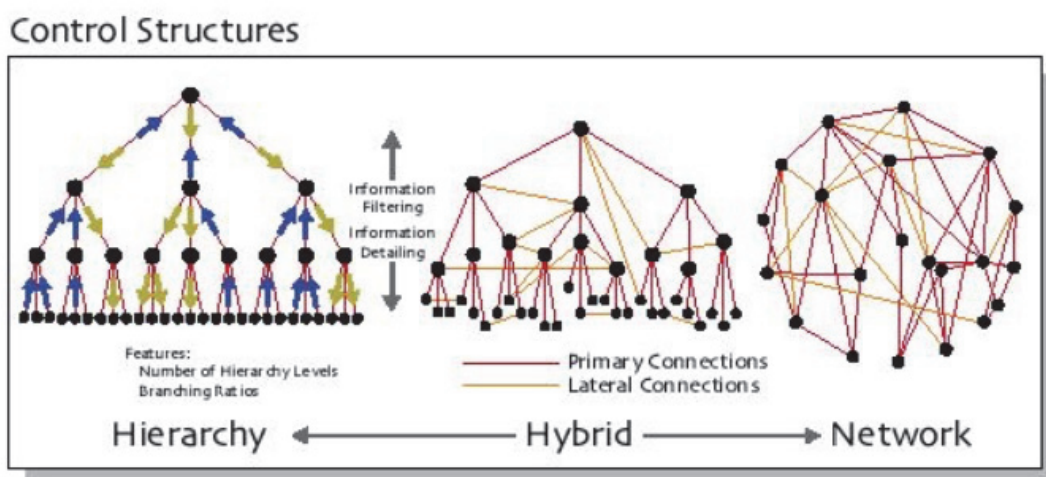 Control Structures
Information
Filtering
Information
Detailing
Features:
Number of Hierarchy Levels
Branching Ratios
Primary Connections
Lateral Connections
Hierarchy
Hybrid
Network